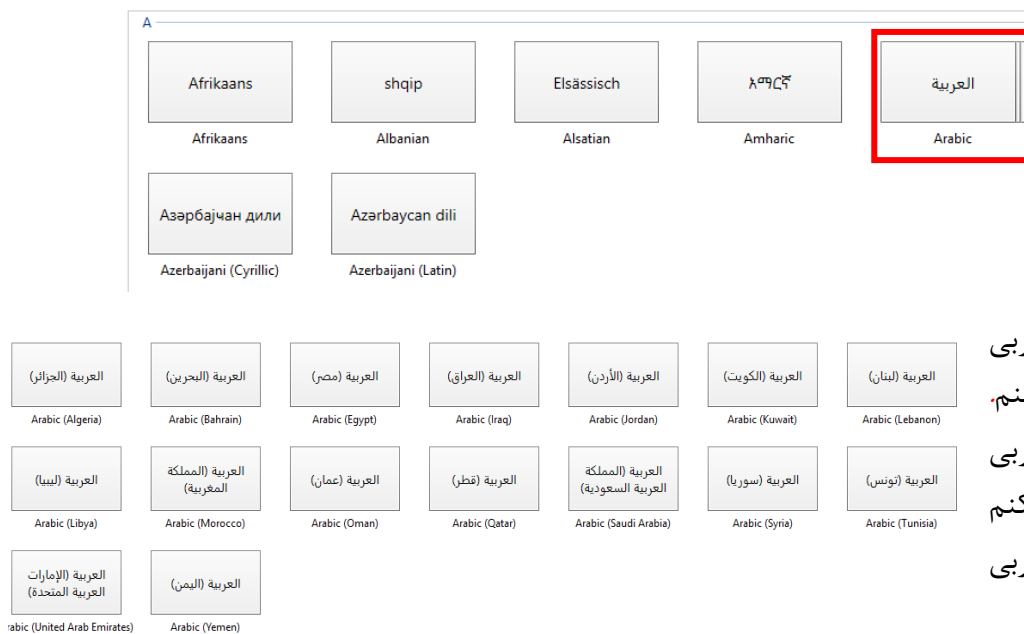 A
Afrikaans shqip Elsässisch አማርኛ العربية
Afrikaans Albanian Alsatian Amharic Arabic
Азәрбајҹан дили Azərbaycan dili
Azerbaijani (Cyrillic) Azerbaijani (Latin)
العربية (الجزائر) العربية (البحرين) العربية (مصر) العربية (العراق) العربية (الأردن) العربية (الكويت) العربية (لبنان)
Arabic (Algeria) Arabic (Bahrain) Arabic (Egypt) Arabic (Iraq) Arabic (Jordan) Arabic (Kuwait) Arabic (Lebanon)
العربية (ليبيا) العربية (المملكة المغربية) العربية (عمان) العربية (قطر) العربية (المملكة العربية السعودية) العربية (سوريا) العربية (تونس)
Arabic (Libya) Arabic (Morocco) Arabic (Oman) Arabic (Qatar) Arabic (Saudi Arabia) Arabic (Syria) Arabic (Tunisia)
العربية (الإمارات العربية المتحدة) العربية (اليمن)
(United Arab Emirates) Arabic (Yemen)